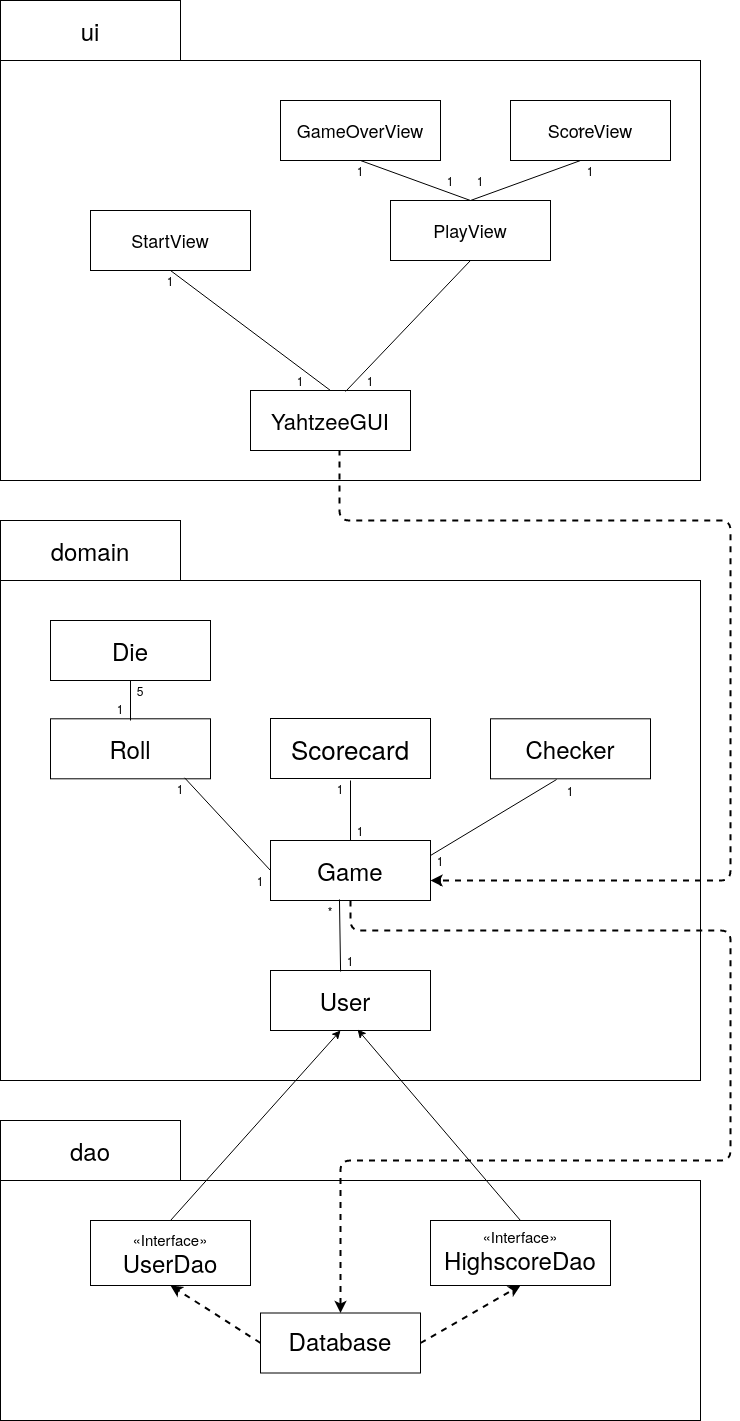 ui
GameOverView
ScoreView
1
1
1
1
StartView
PlayView
1
1
1
YahtzeeGUI
domain
Die
5
1
Roll
Scorecard
Checker
1
1
1
1
1
Game
1
*
1
User
dao
«Interface»
UserDao
«Interface»
HighscoreDao
Database